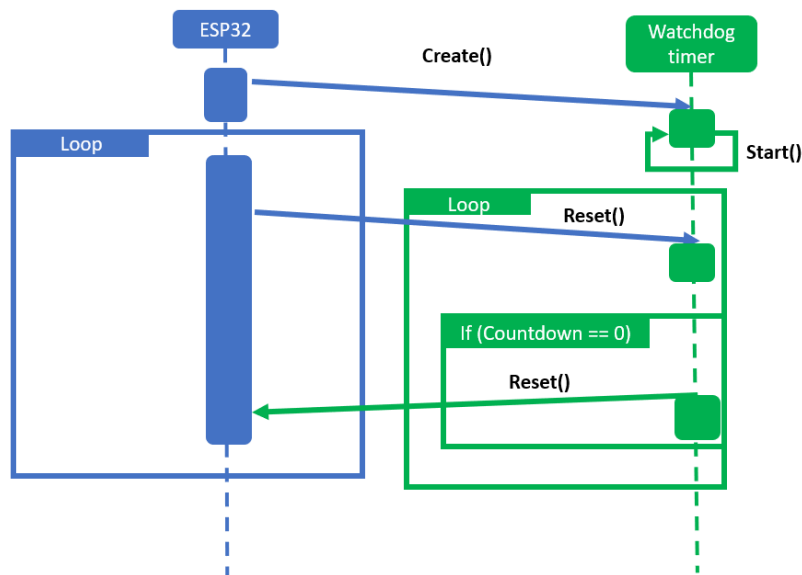 ESP32
Watchdog
timer
Create()
Loop
Start()
Loop
Reset()
If (Countdown == 0)
Reset()